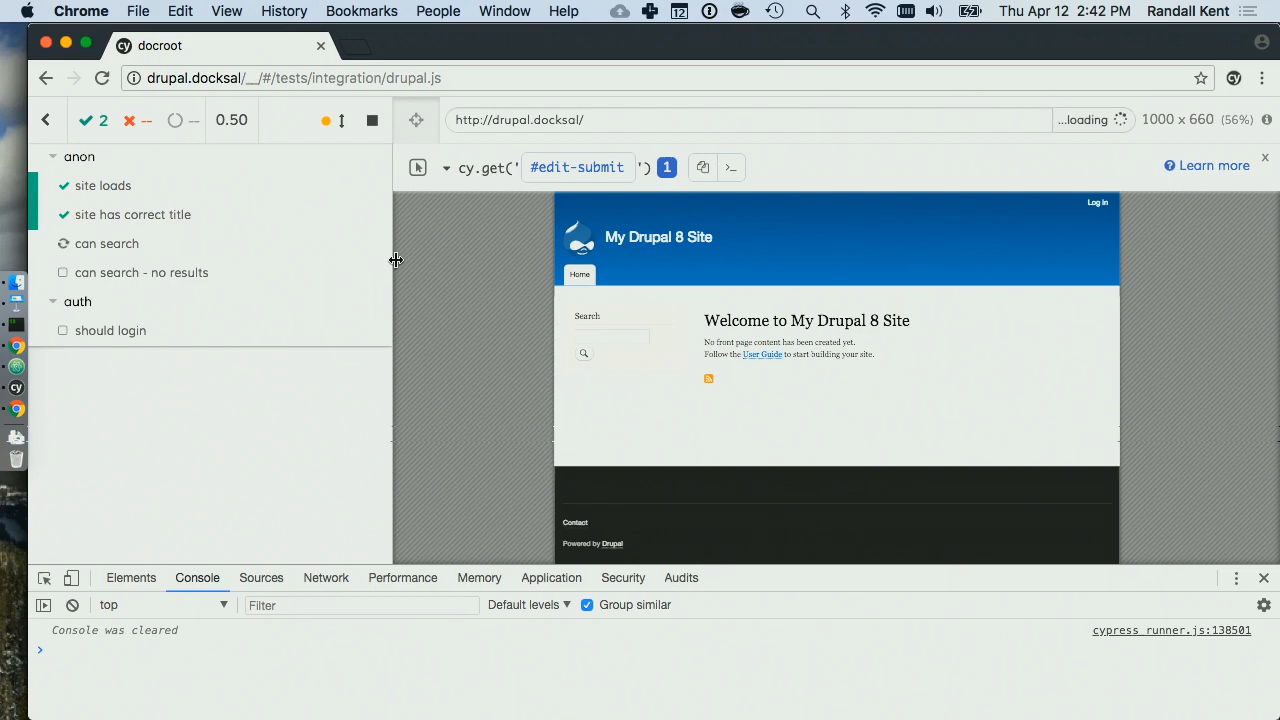 Chrome File Edit View History Bookmarks People Window Help 12 Thu Apr 12 2:42 PM Randall Kent
cy docroot
drupal.docksal/__/#/tests/integration/drupal.js cy
2 -- -- 0.50 http://drupal.docksal/ ...loading 1000 x 660 (56%)
anon
cy.get(' #edit-submit ') 1 >_ Learn more x
site loads
site has correct title
can search
can search - no results
auth
should login
Log in
My Drupal 8 Site
Home
Search
Welcome to My Drupal 8 Site
No front page content has been created yet.
Follow the User Guide to start building your site.
Contact
Powered by Drupal
cy
Elements Console Sources Network Performance Memory Application Security Audits
top Filter Default levels Group similar
Console was cleared cypress_runner.js:138501
>